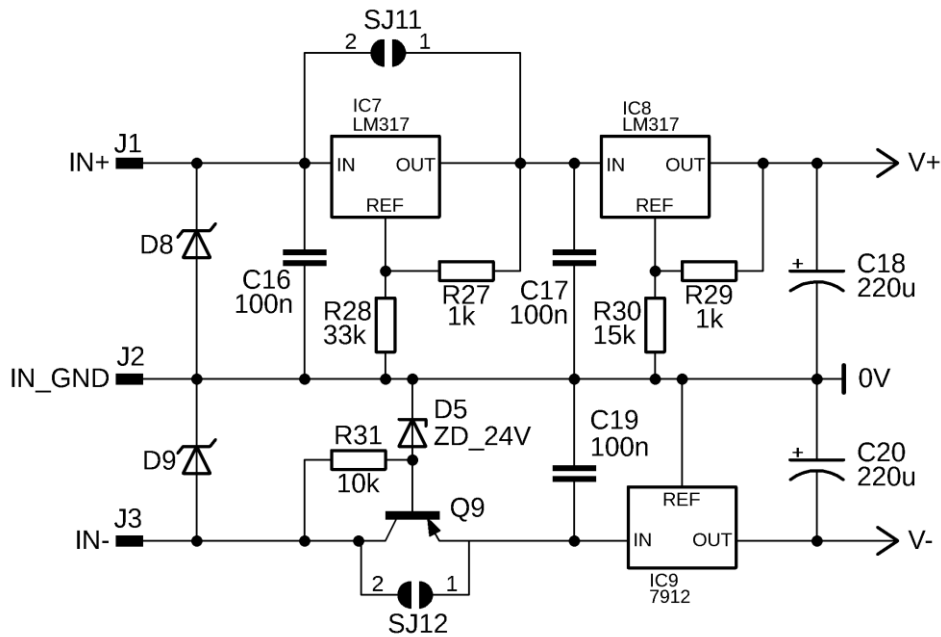 SJ11
2 1
IC7
LM317
IC8
LM317
J1
IN+
IN OUT
IN OUT
V+
REF
REF
D8
C16
100n
R27
1k
C17
100n
R29
1k
+
C18
220u
R28
33k
R30
15k
J2
IN_GND
0V
D5
ZD_24V
C19
100n
R31
10k
D9
+
C20
220u
REF
Q9
J3
IN-
IN OUT
V-
2 1
SJ12
IC9
7912